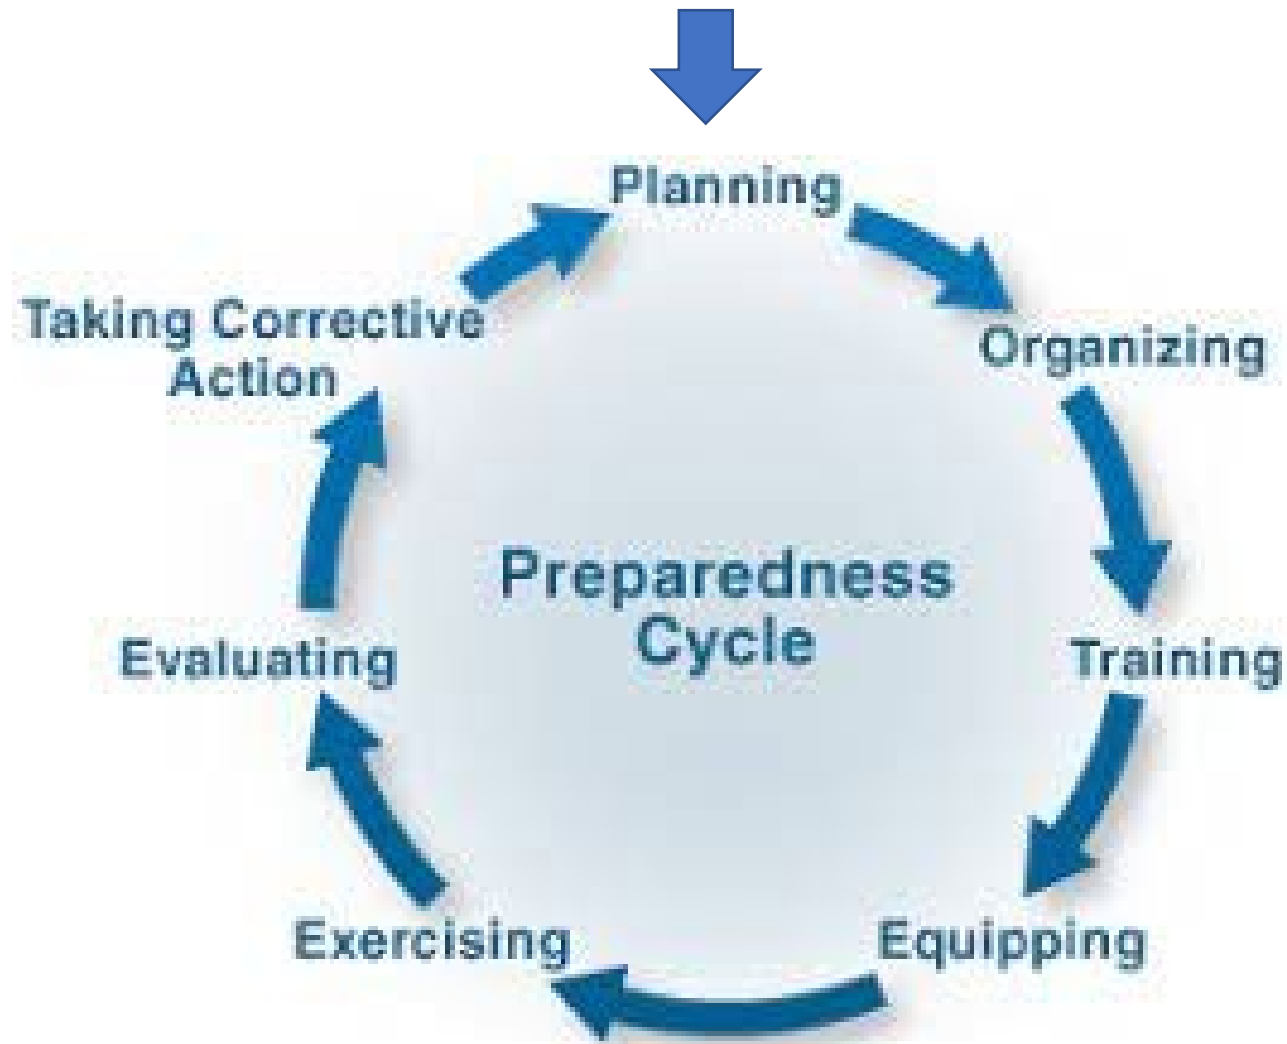 Planning
Organizing
Training
Equipping
Exercising
Evaluating
Taking Corrective
Action
Preparedness
Cycle